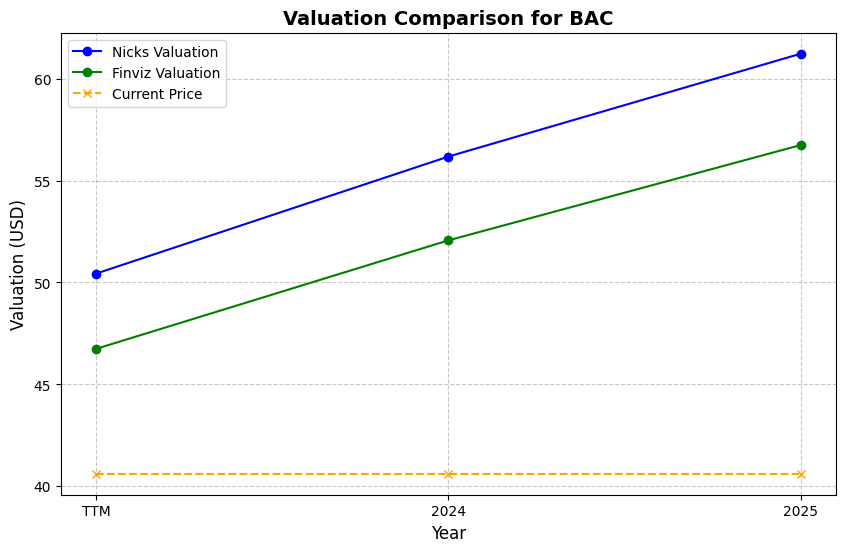 Valuation Comparison for BAC
Nicks Valuation
Finviz Valuation
Current Price
Valuation (USD)
60
55
50
45
40
TTM
2024
2025
Year